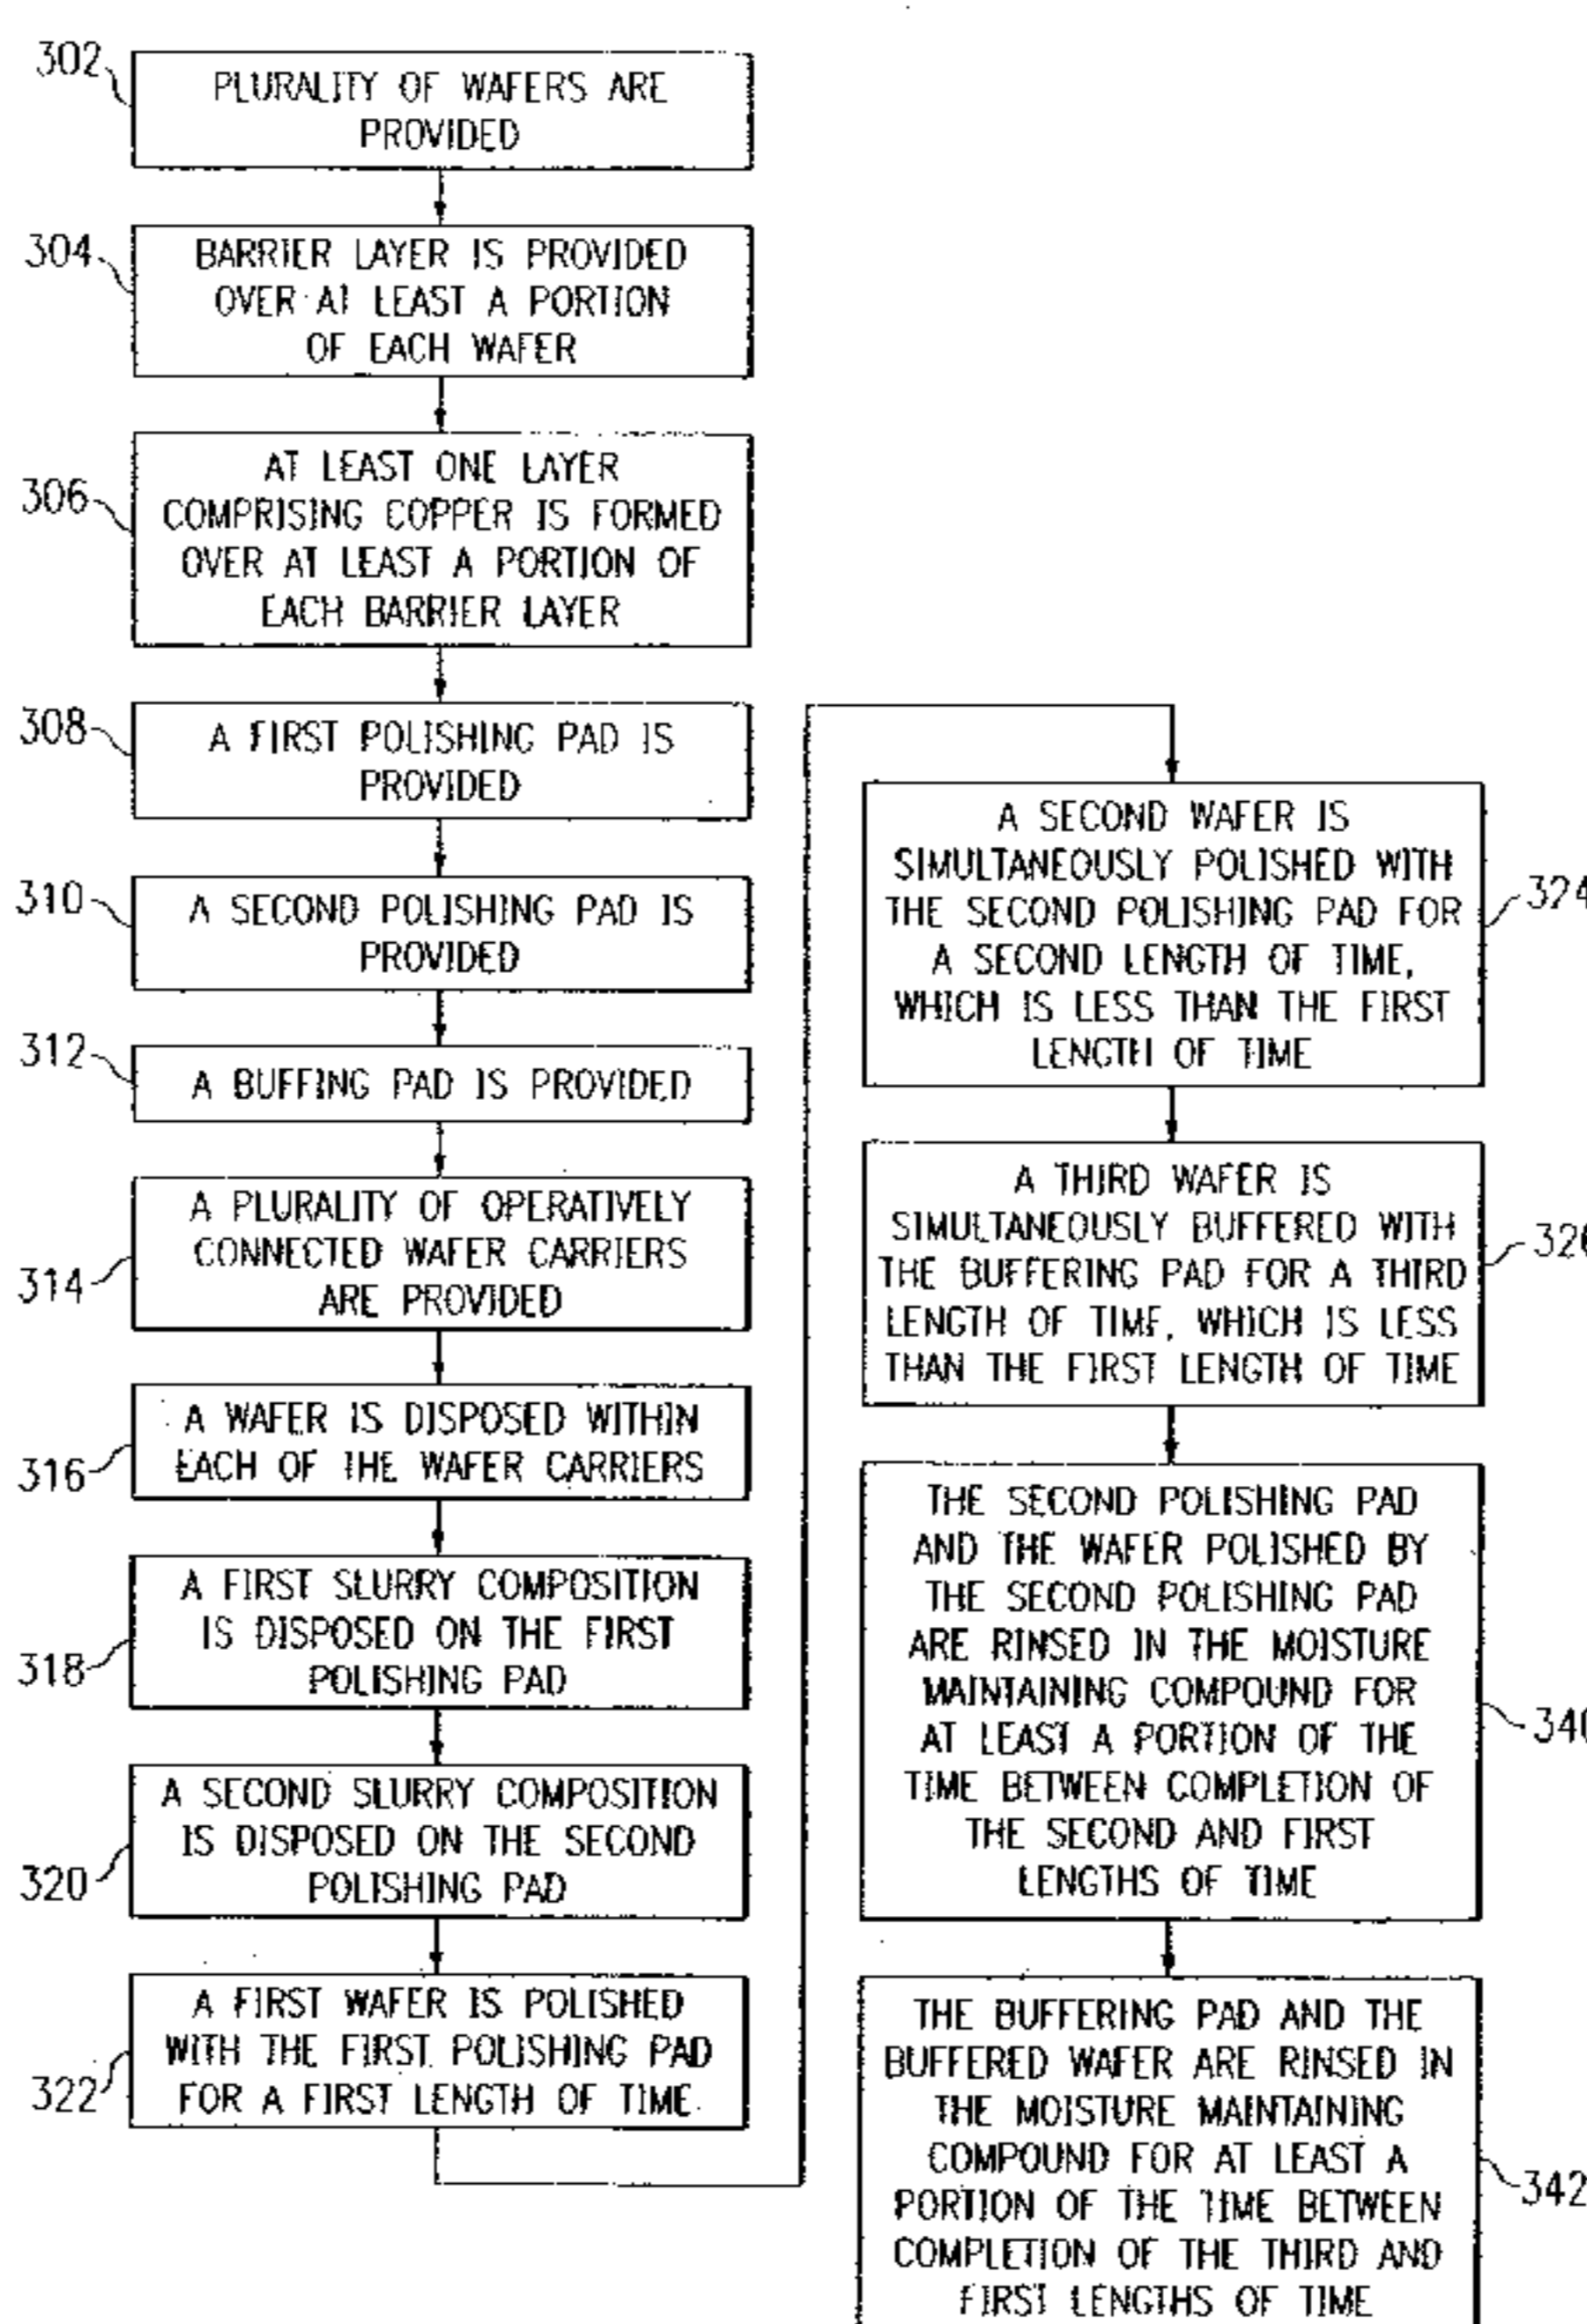 302
PLURALITY OF WAFERS ARE
PROVIDED
304
BARRIER LAYER IS PROVIDED
OVER AT LEAST A PORTION
OF EACH WAFER
306
AT LEAST ONE LAYER
COMPRISING COPPER IS FORMED
OVER AT LEAST A PORTION OF
EACH BARRIER LAYER
308
A FIRST POLISHING PAD IS
PROVIDED
310
A SECOND POLISHING PAD IS
PROVIDED
312
A BUFFING PAD IS PROVIDED
314
A PLURALITY OF OPERATIVELY
CONNECTED WAFER CARRIERS
ARE PROVIDED
316
A WAFER IS DISPOSED WITHIN
EACH OF THE WAFER CARRIERS
318
A FIRST SLURRY COMPOSITION
IS DISPOSED ON THE FIRST
POLISHING PAD
320
A SECOND SLURRY COMPOSITION
IS DISPOSED ON THE SECOND
POLISHING PAD
322
A FIRST WAFER IS POLISHED
WITH THE FIRST POLISHING PAD
FOR A FIRST LENGTH OF TIME
324
A SECOND WAFER IS
SIMULTANEOUSLY POLISHED WITH
THE SECOND POLISHING PAD FOR
A SECOND LENGTH OF TIME,
WHICH IS LESS THAN THE FIRST
LENGTH OF TIME
326
A THIRD WAFER IS
SIMULTANEOUSLY BUFFERED WITH
THE BUFFERING PAD FOR A THIRD
LENGTH OF TIME, WHICH IS LESS
THAN THE FIRST LENGTH OF TIME
340
THE SECOND POLISHING PAD
AND THE WAFER POLISHED BY
THE SECOND POLISHING PAD
ARE RINSED IN THE MOISTURE
MAINTAINING COMPOUND FOR
AT LEAST A PORTION OF THE
TIME BETWEEN COMPLETION OF
THE SECOND AND FIRST
LENGTHS OF TIME
342
THE BUFFERING PAD AND THE
BUFFERED WAFER ARE RINSED IN
THE MOISTURE MAINTAINING
COMPOUND FOR AT LEAST A
PORTION OF THE TIME BETWEEN
COMPLETION OF THE THIRD AND
FIRST LENGTHS OF TIME